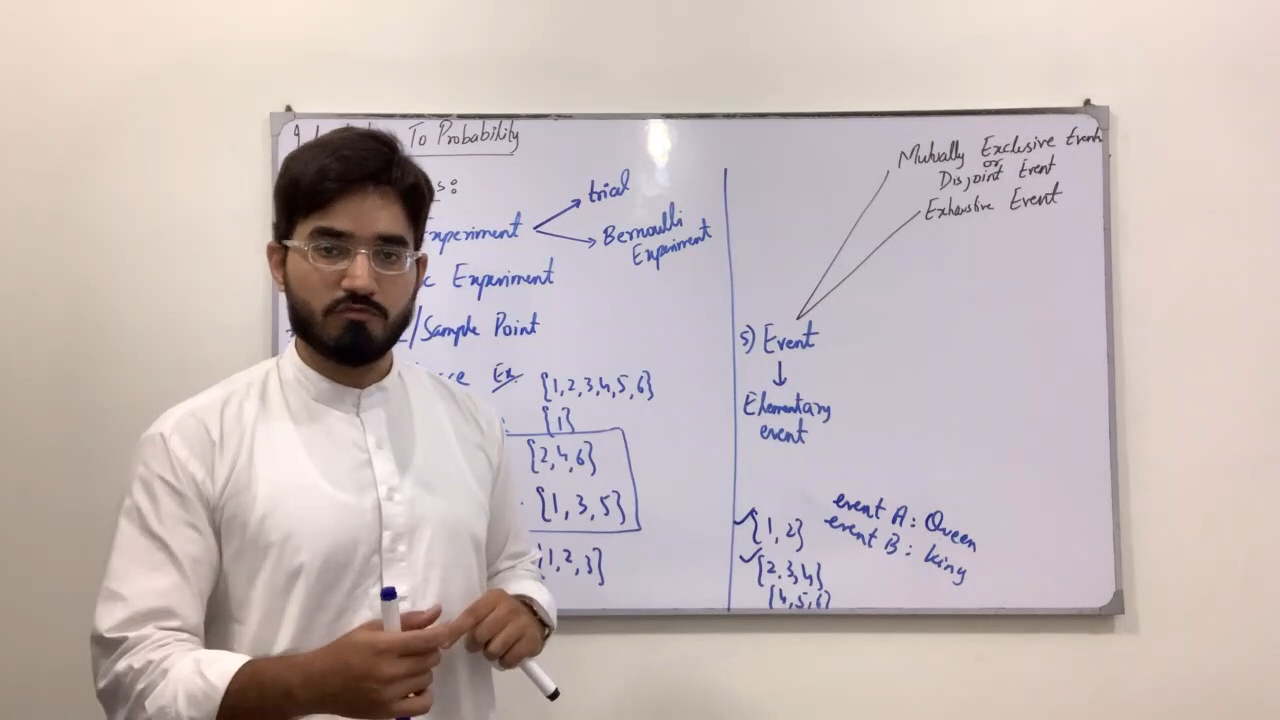 To Probability
s:
Experiment
trial
Bernoulli
Experiment
c Experiment
/Sample Point
Ex. {1,2,3,4,5,6}
{1}
{2,4,6}
{1,3,5}
{1,2,3}
Mutually Exclusive Events
or
Disjoint Event
Exhaustive Event
5) Event
Elementary
event
{1,2}
{2,3,4}
{4,5,6}
event A: Queen
event B: king